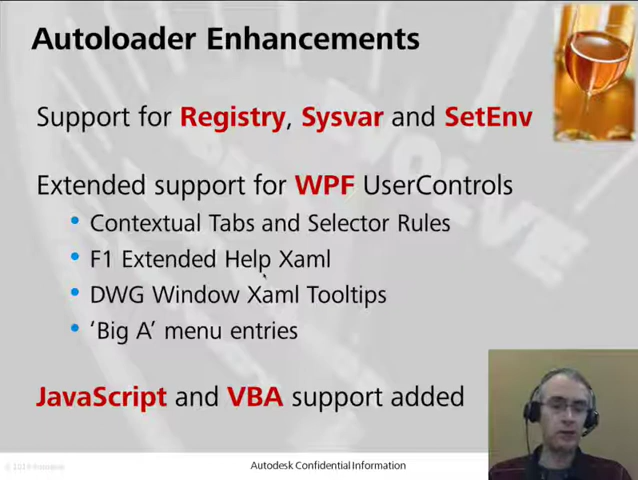 Autoloader Enhancements
Support for Registry, Sysvar and SetEnv
Extended support for WPF UserControls
• Contextual Tabs and Selector Rules
• F1 Extended Help Xaml
• DWG Window Xaml Tooltips
• ‘Big A’ menu entries
JavaScript and VBA support added
Autodesk Confidential Information